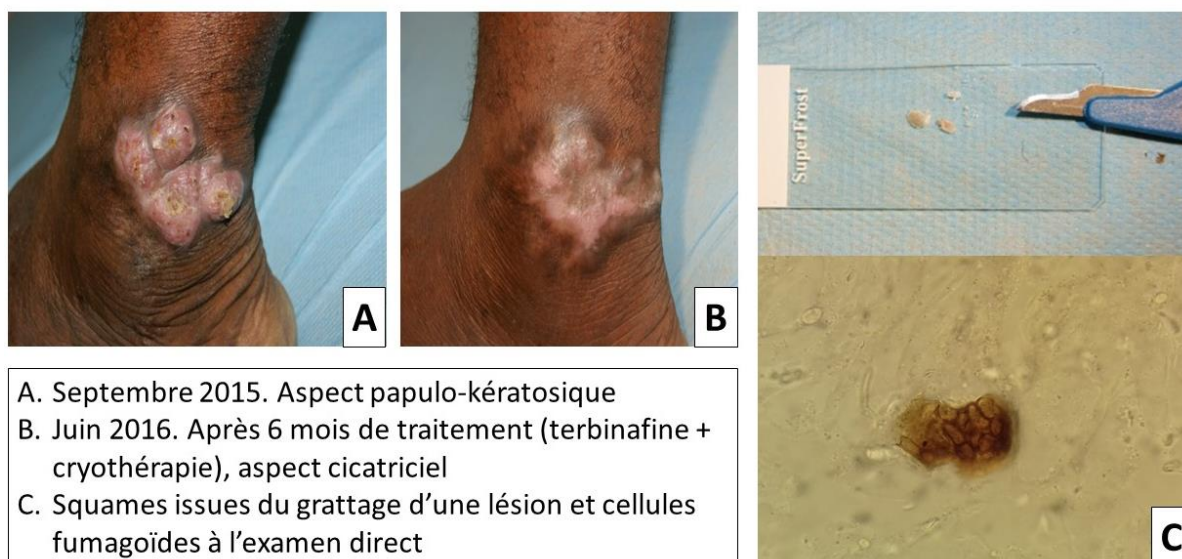 A
B
SuperFrost
C
A. Septembre 2015. Aspect papulo-kératosique
B. Juin 2016. Après 6 mois de traitement (terbinafine +
cryothérapie), aspect cicatriciel
C. Squames issues du grattage d’une lésion et cellules
fumagoïdes à l’examen direct